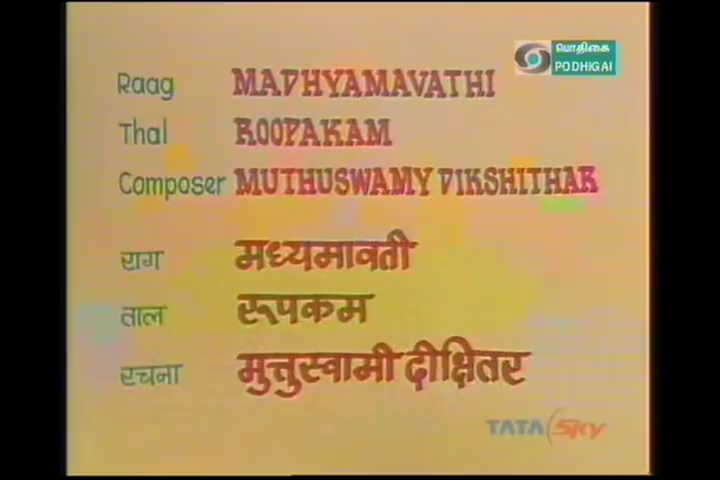 பொதிகை
PODHIGAI
Raag MADHYAMAVATHI
Thal ROOPAKAM
Composer MUTHUSWAMY DIKSHITHAR
राग मध्यमावती
ताल रूपकम
रचना मुत्तुस्वामी दीक्षितर
TATA Sky